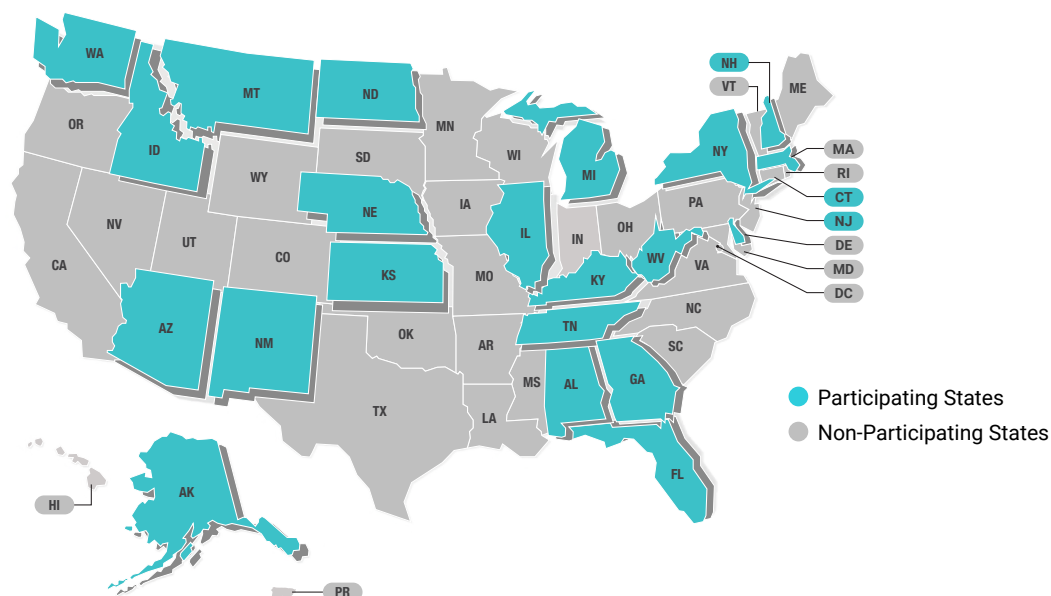 WA
MT
ND
OR
ID
WY
SD
MN
WI
MI
NY
NH
VT
ME
MA
RI
CT
NJ
DE
MD
DC
NV
UT
CO
NE
IA
IL
IN
OH
PA
WV
VA
CA
KS
MO
KY
NC
AZ
NM
OK
AR
TN
SC
TX
LA
MS
AL
GA
FL
Participating States
Non-Participating States
AK
HI
PR